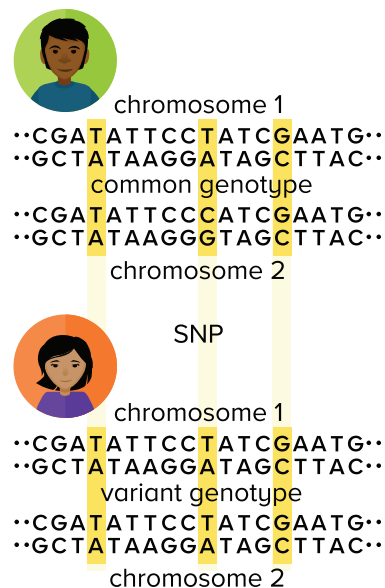 chromosome 1
··CGATATTCCTATCGAATG··
··GCTATAAGGATAGCTTAC··
common genotype
··CGATATTCCCATCGAATG··
··GCTATAAGGGTAGCTTAC··
chromosome 2
SNP
chromosome 1
··CGATATTCCTATCGAATG··
··GCTATAAGGATAGCTTAC··
variant genotype
··CGATATTCCTATCGAATG··
··GCTATAAGGATAGCTTAC··
chromosome 2